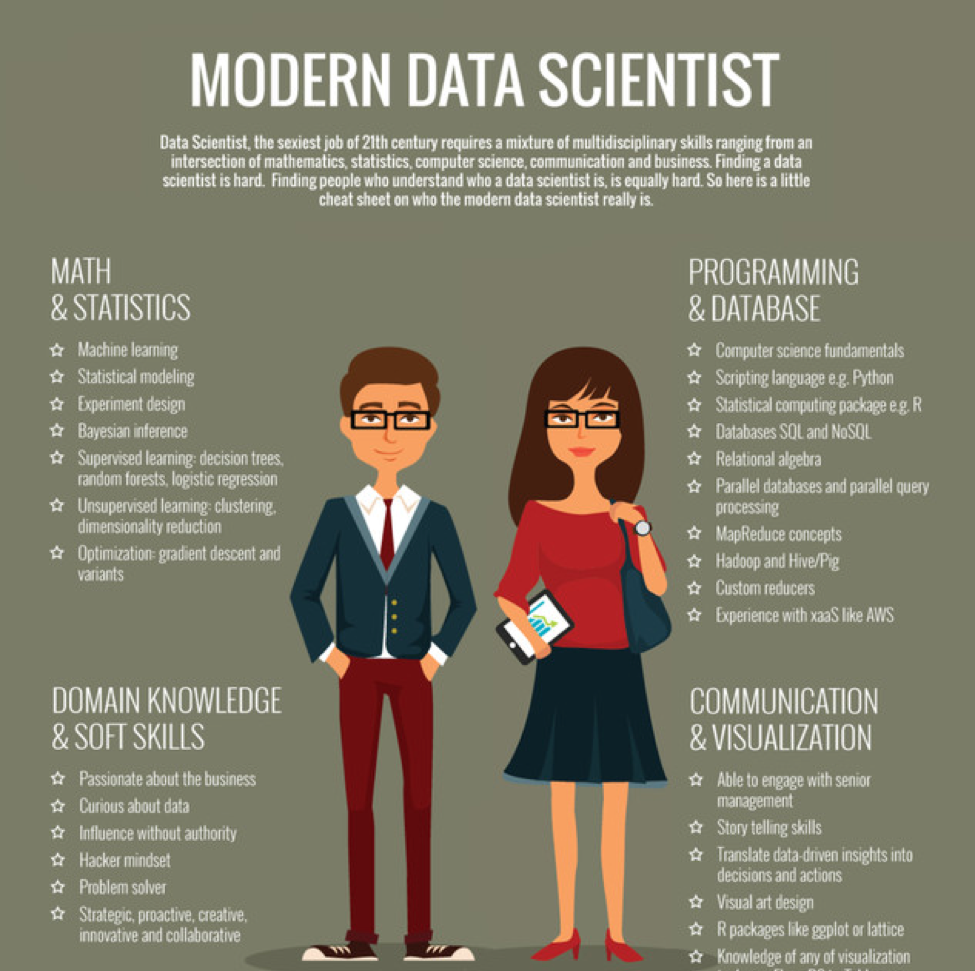 MODERN DATA SCIENTIST
Data Scientist, the sexiest job of 21th century requires a mixture of multidisciplinary skills ranging from an
intersection of mathematics, statistics, computer science, communication and business. Finding a data
scientist is hard. Finding people who understand who a data scientist is, is equally hard. So here is a little
cheat sheet on who the modern data scientist really is.
MATH
& STATISTICS
Machine learning
Statistical modeling
Experiment design
Bayesian inference
Supervised learning: decision trees,
random forests, logistic regression
Unsupervised learning: clustering,
dimensionality reduction
Optimization: gradient descent and
variants
PROGRAMMING
& DATABASE
Computer science fundamentals
Scripting language e.g. Python
Statistical computing package e.g. R
Databases SQL and NoSQL
Relational algebra
Parallel databases and parallel query
processing
MapReduce concepts
Hadoop and Hive/Pig
Custom reducers
Experience with xaaS like AWS
DOMAIN KNOWLEDGE
& SOFT SKILLS
Passionate about the business
Curious about data
Influence without authority
Hacker mindset
Problem solver
Strategic, proactive, creative,
innovative and collaborative
COMMUNICATION
& VISUALIZATION
Able to engage with senior
management
Story telling skills
Translate data-driven insights into
decisions and actions
Visual art design
R packages like ggplot or lattice
Knowledge of any of visualization